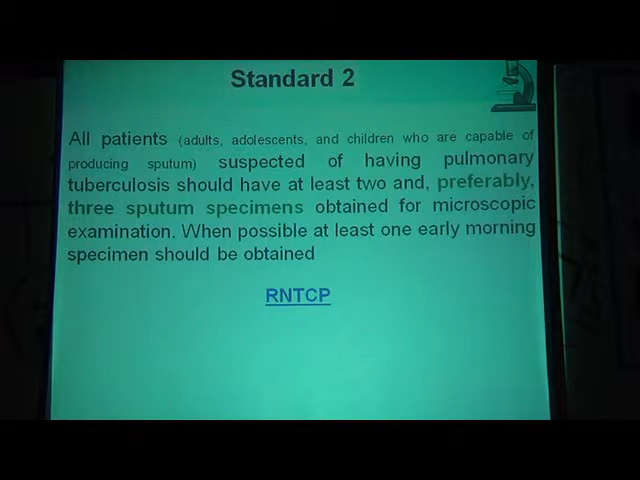 Standard 2
All patients (adults, adolescents, and children who are capable of
producing sputum) suspected of having pulmonary
tuberculosis should have at least two and, preferably,
three sputum specimens obtained for microscopic
examination. When possible at least one early morning
specimen should be obtained
RNTCP